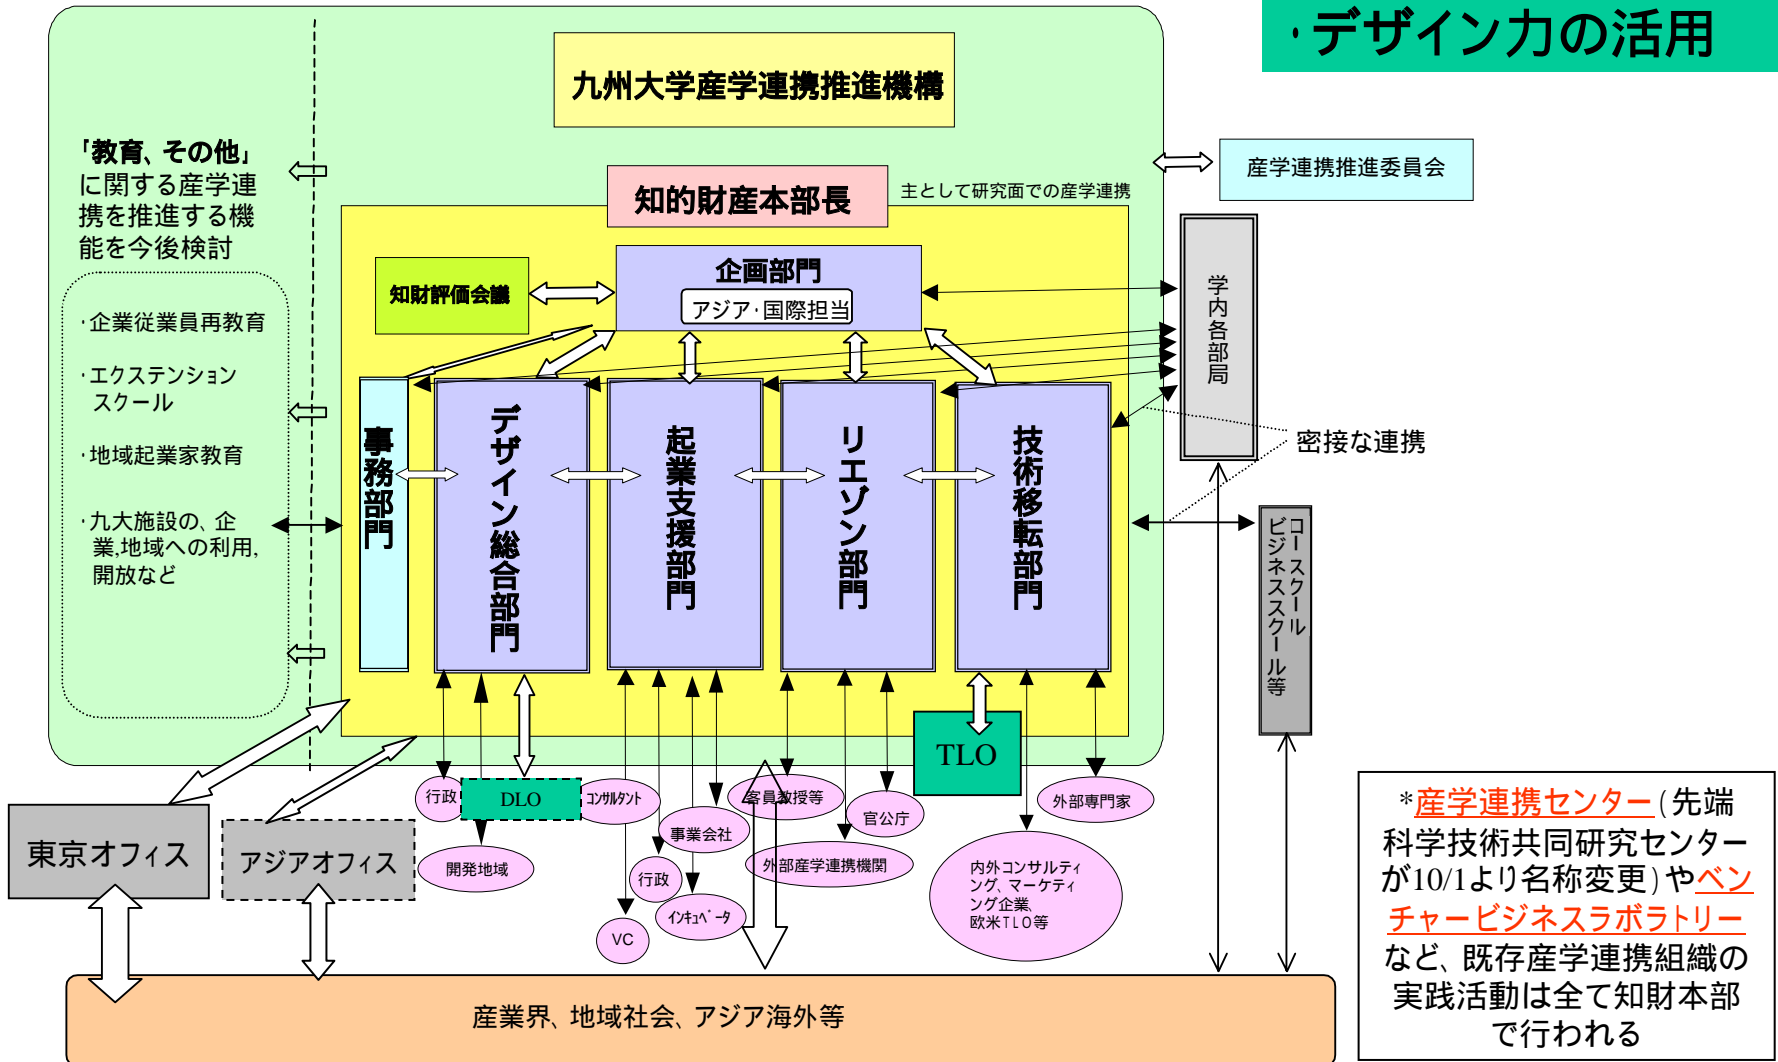 ・デザイン力の活用
九州大学産学連携推進機構
「教育、その他」
に関する産学連
携を推進する機
能を今後検討
・企業従業員再教育
・エクステンション
スクール
・地域起業家教育
・九大施設の、企
業,地域への利用,
開放など
産学連携推進委員会
知的財産本部長
主として研究面での産学連携
知財評価会議
企画部門
アジア・国際担当
学内各部局
事務部門
デザイン総合部門
起業支援部門
リエゾン部門
技術移転部門
密接な連携
ロースクール
ビジネススクール等
TLO
行政
DLO
コンサルタント
客員教授等
官公庁
外部専門家
事業会社
開発地域
行政
外部産学連携機関
内外コンサルティ
ング、マーケティ
ング企業、
欧米TLO等
インキュベータ
VC
東京オフィス
アジアオフィス
産業界、地域社会、アジア海外等
*産学連携センター(先端
科学技術共同研究センター
が10/1より名称変更)やベン
チャービジネスラボラトリー
など、既存産学連携組織の
実践活動は全て知財本部
で行われる